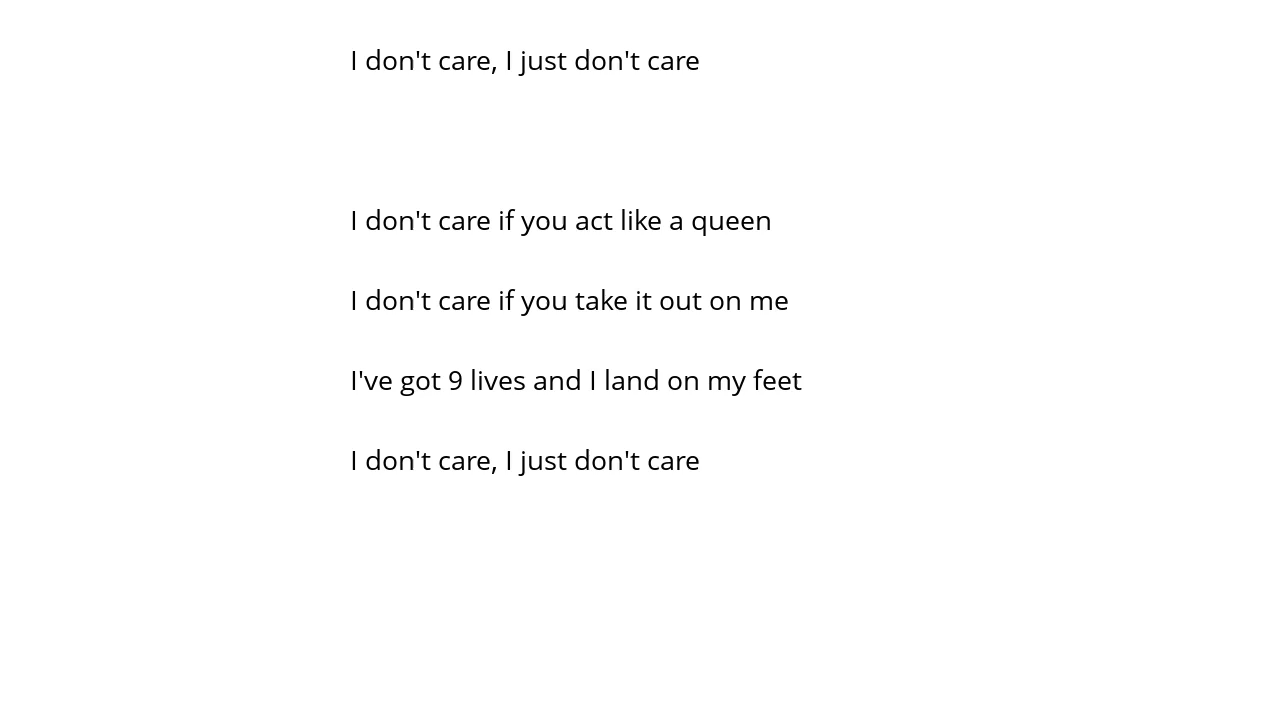 I don't care, I just don't care
I don't care if you act like a queen
I don't care if you take it out on me
I've got 9 lives and I land on my feet
I don't care, I just don't care